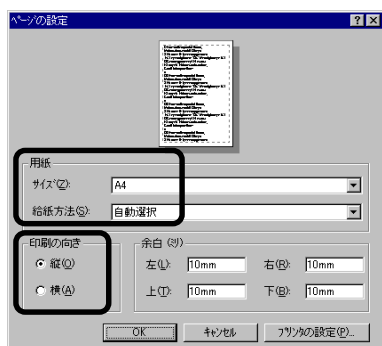 ページの設定
用紙
サイズ(Z):
A4
給紙方法(S):
自動選択
印刷の向き
縦(O)
横(A)
余白 (ミリ)
左(L): 10mm 右(R): 10mm
上(T): 10mm 下(B): 10mm
OK キャンセル プリンタの設定(P)...